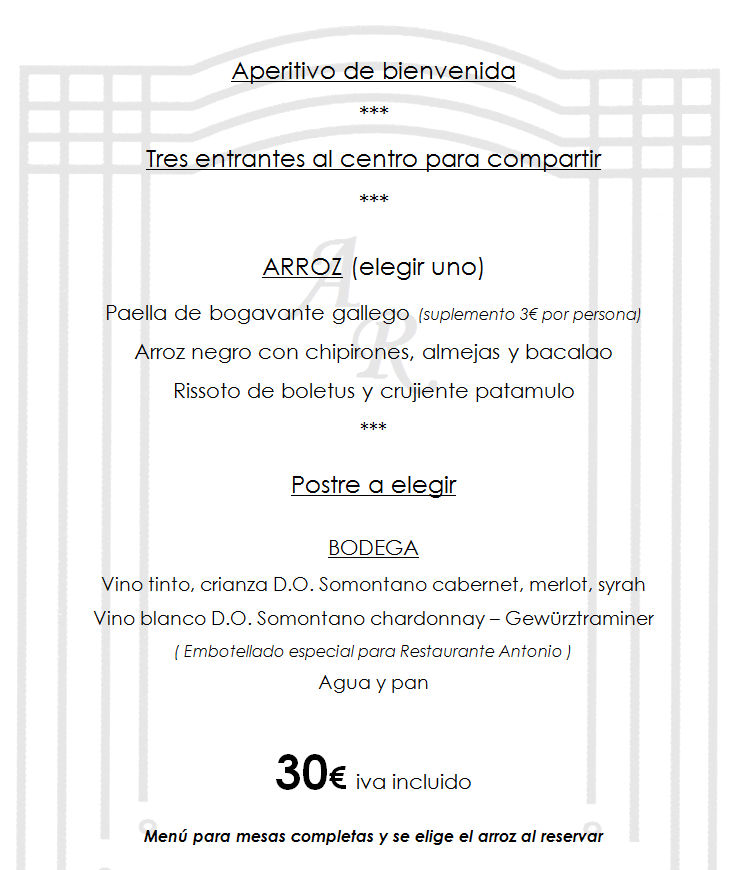 Aperitivo de bienvenida
***
Tres entrantes al centro para compartir
***
AR.
ARROZ (elegir uno)
Paella de bogavante gallego (suplemento 3€ por persona)
Arroz negro con chipirones, almejas y bacalao
Rissoto de boletus y crujiente patamulo
***
Postre a elegir
BODEGA
Vino tinto, crianza D.O. Somontano cabernet, merlot, syrah
Vino blanco D.O. Somontano chardonnay – Gewürztraminer
( Embotellado especial para Restaurante Antonio )
Agua y pan
30€ iva incluido
Menú para mesas completas y se elige el arroz al reservar